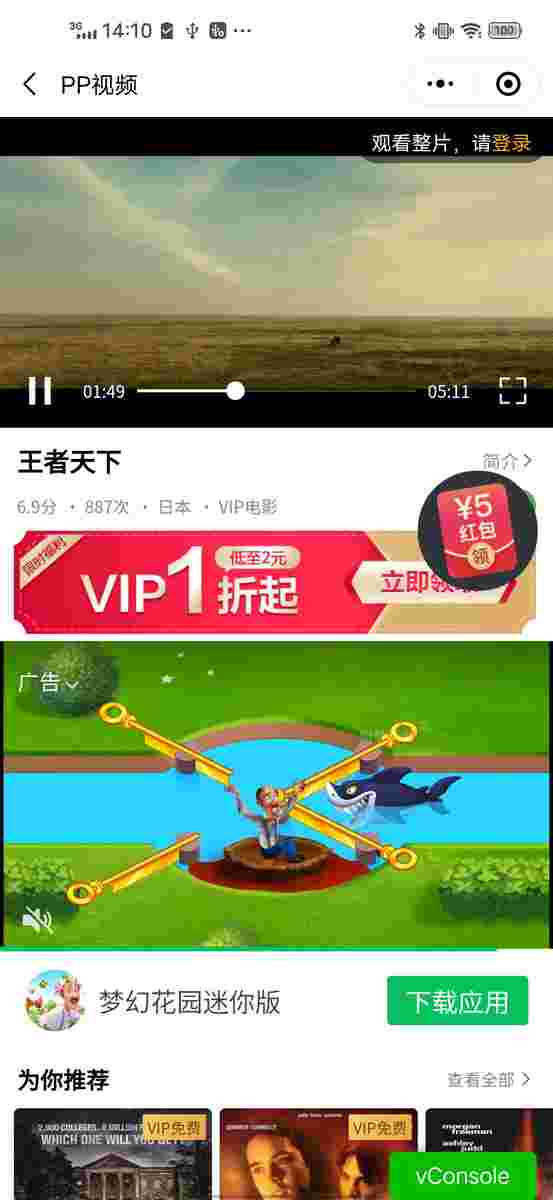 3G 14:10 100
PP视频
观看整片，请登录
01:49 05:11
王者天下 简介
6.9分 · 887次 · 日本 · VIP电影
¥5
红包
领
限时福利
VIP1折起
低至2元
立即领
广告
梦幻花园迷你版 下载应用
为你推荐 查看全部
VIP免费 VIP免费
WHICH ONE WILL YOU GET?
morgan
freeman
ashley
judd
vConsole